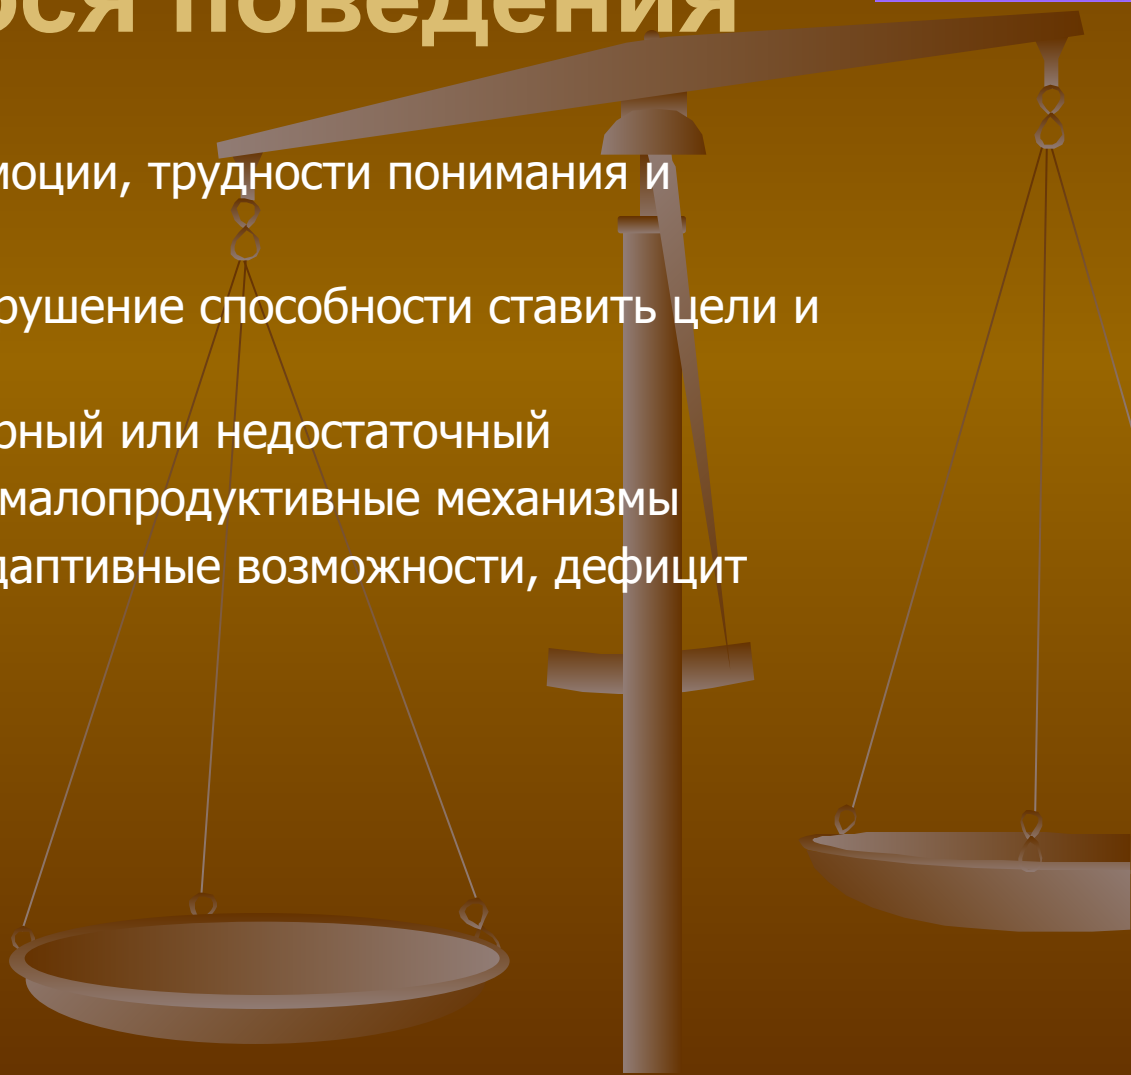 ося поведения
моции, трудности понимания и
рушение способности ставить цели и
рный или недостаточный
малопродуктивные механизмы
даптивные возможности, дефицит